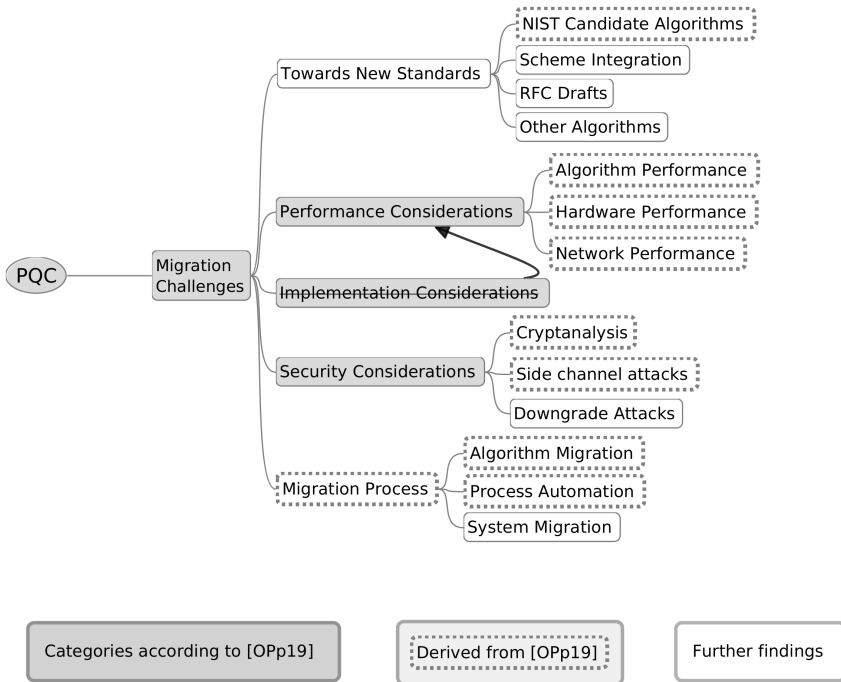 NIST Candidate Algorithms
Towards New Standards
Scheme Integration
RFC Drafts
Other Algorithms
Algorithm Performance
Performance Considerations
Hardware Performance
Network Performance
PQC
Migration
Challenges
Implementation Considerations
Cryptanalysis
Security Considerations
Side channel attacks
Downgrade Attacks
Algorithm Migration
Migration Process
Process Automation
System Migration
Categories according to [OPp19]
Derived from [OPp19]
Further findings